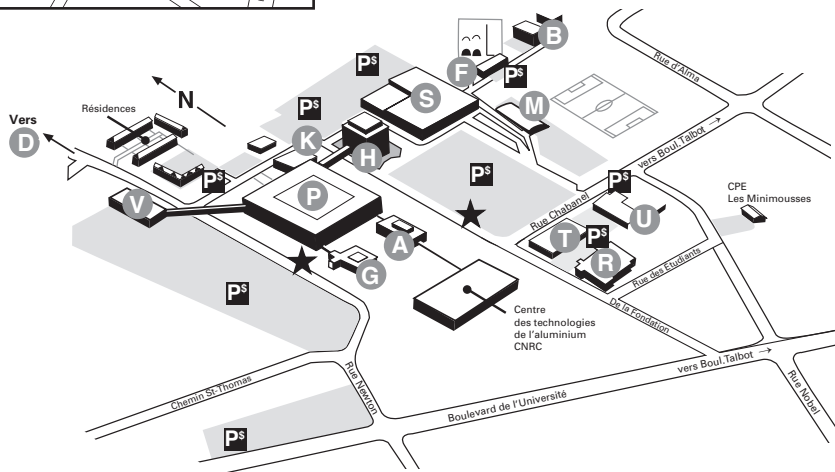 B
Rue d'Alma
F
P$
P$
S
M
N
P$
Vers
D
Résidences
K
H
vers Boul.Talbot →
P$
P$
P$
CPE
Les Minimousses
V
P
Rue Chabanel
U
T
P$
A
R
G
Rue des Étudiants
P$
Centre
des technologies
de l'aluminium
CNRC
De la Fondation
vers Boul.Talbot →
Chemin St-Thomas
Rue Newton
Boulevard de l'Université
Rue Nobel
P$